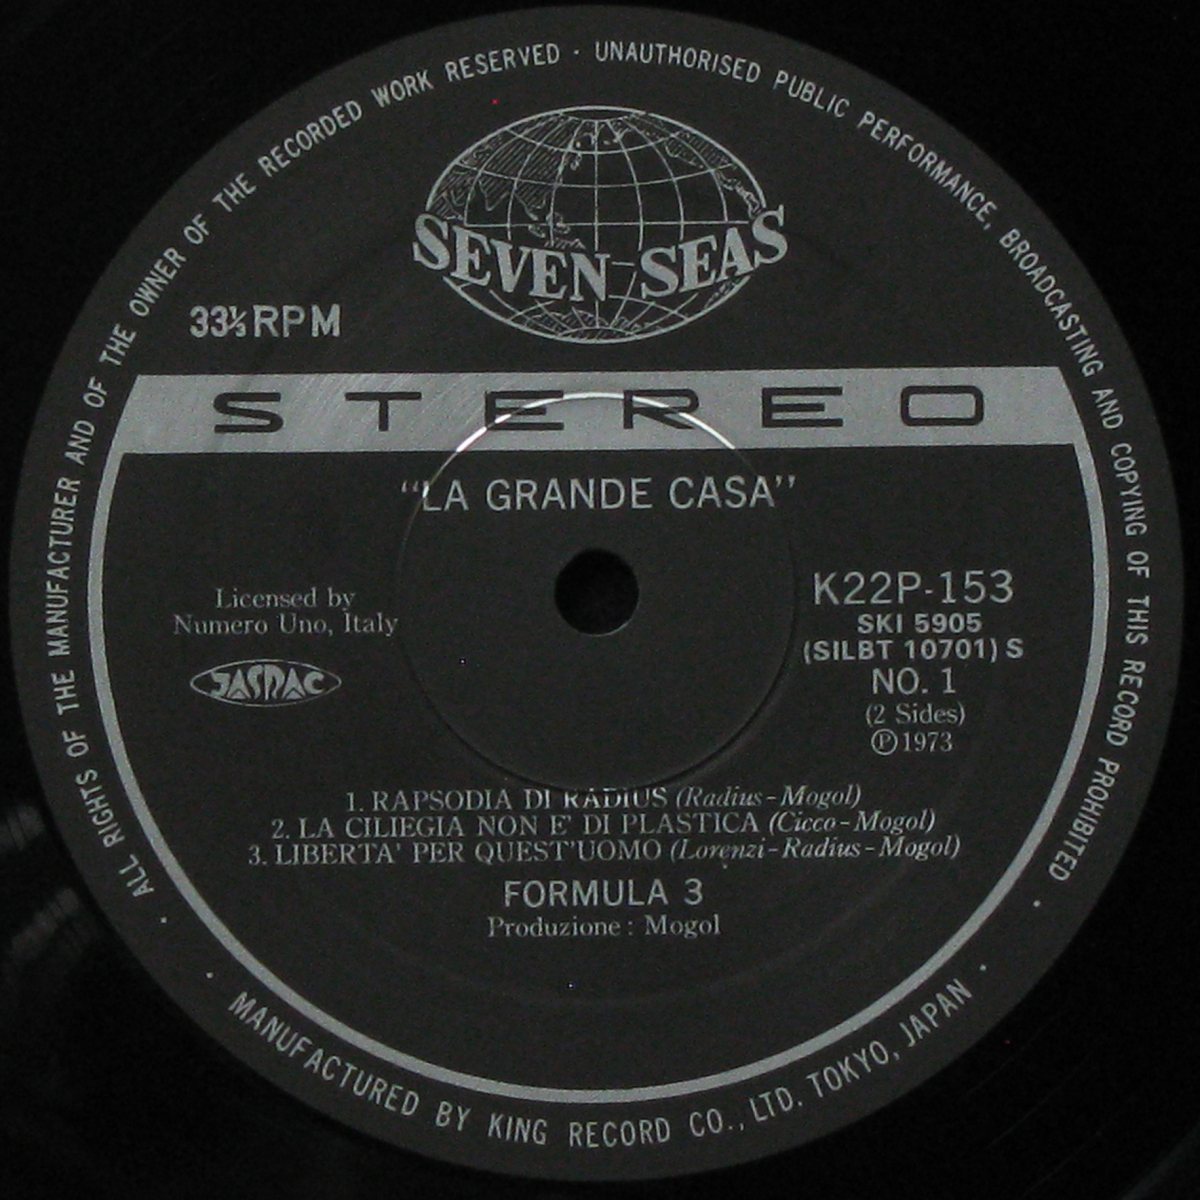 ALL RIGHTS OF THE MANUFACTURER AND OF THE OWNER OF THE RECORDED WORK RESERVED · UNAUTHORISED PUBLIC PERFORMANCE, BROADCASTING AND COPYING OF THIS RECORD PROHIBITED
SEVEN SEAS
33⅓ RPM
STEREO
“LA GRANDE CASA”
Licensed by
Numero Uno, Italy
JASRAC
K22P-153
SKI 5905
(SILBT 10701) S
NO. 1
(2 Sides)
Ⓟ1973
1. RAPSODIA DI RADIUS (Radius-Mogol)
2. LA CILIEGIA NON E' DI PLASTICA (Cicco-Mogol)
3. LIBERTA' PER QUEST'UOMO (Lorenzi-Radius-Mogol)
FORMULA 3
Produzione : Mogol
· MANUFACTURED BY KING RECORD CO., LTD. TOKYO, JAPAN ·